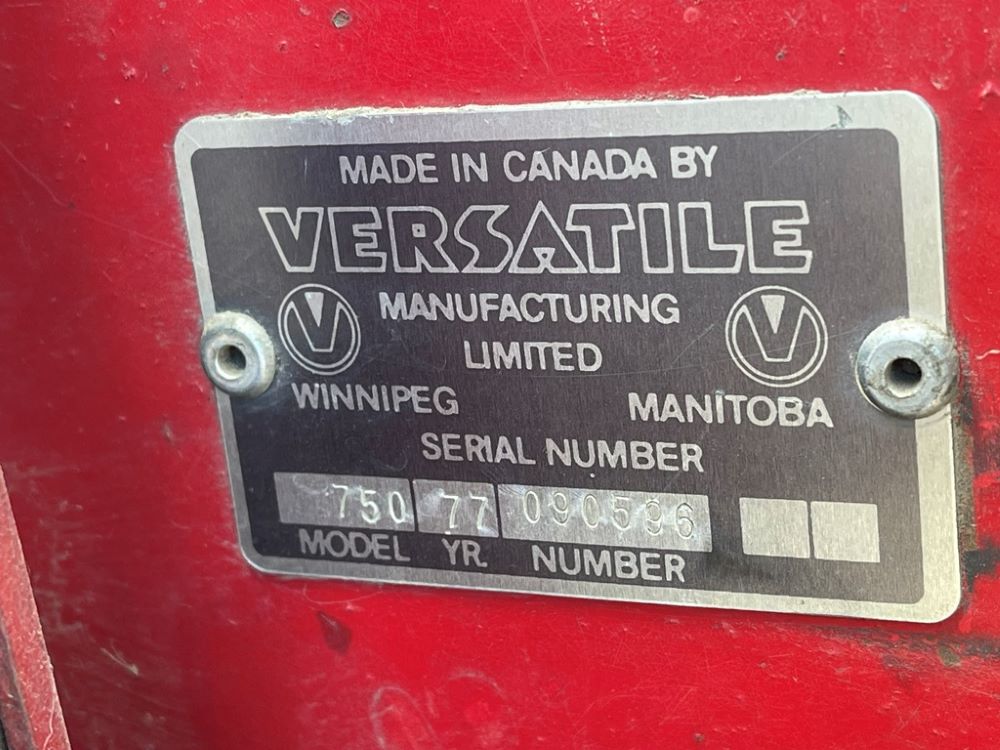 MADE IN CANADA BY
VERSATILE
MANUFACTURING
LIMITED
WINNIPEG MANITOBA
SERIAL NUMBER
750 77 090596
MODEL YR. NUMBER